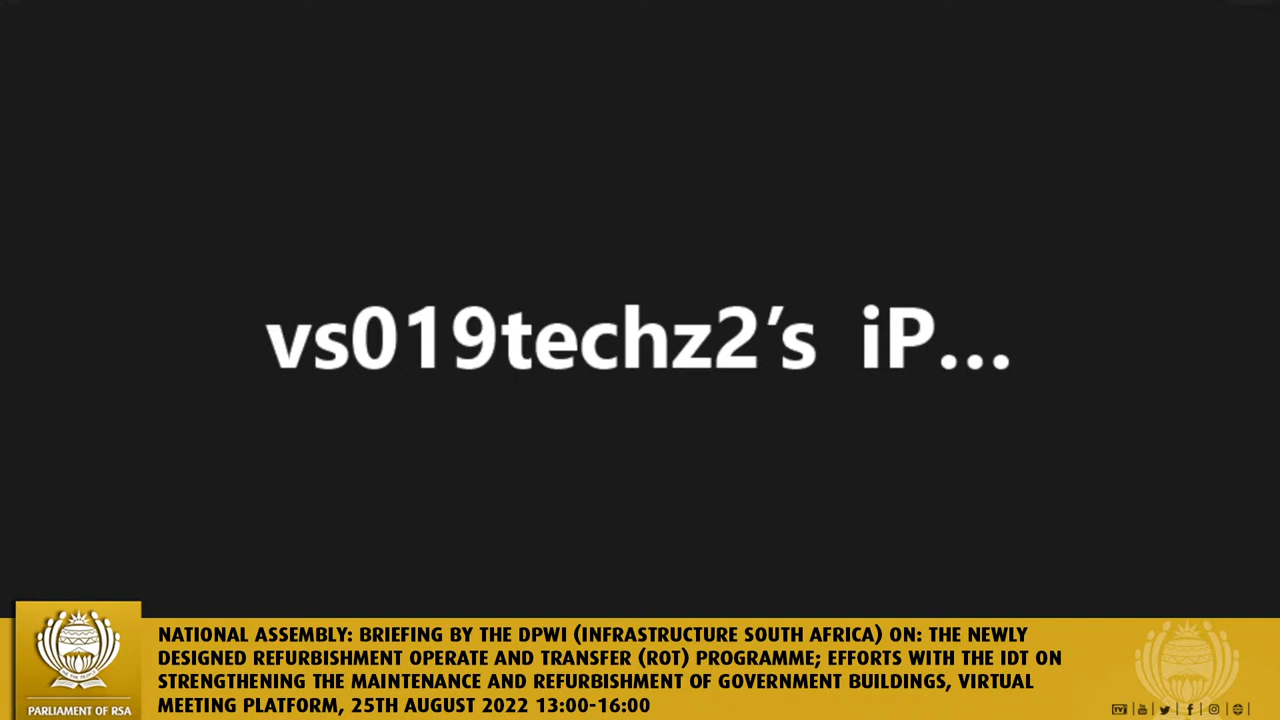 vs019techz2's iP...
NATIONAL ASSEMBLY: BRIEFING BY THE DPWI (INFRASTRUCTURE SOUTH AFRICA) ON: THE NEWLY
DESIGNED REFURBISHMENT OPERATE AND TRANSFER (ROT) PROGRAMME; EFFORTS WITH THE IDT ON
STRENGTHENING THE MAINTENANCE AND REFURBISHMENT OF GOVERNMENT BUILDINGS, VIRTUAL
MEETING PLATFORM, 25TH AUGUST 2022 13:00-16:00
PARLIAMENT OF RSA